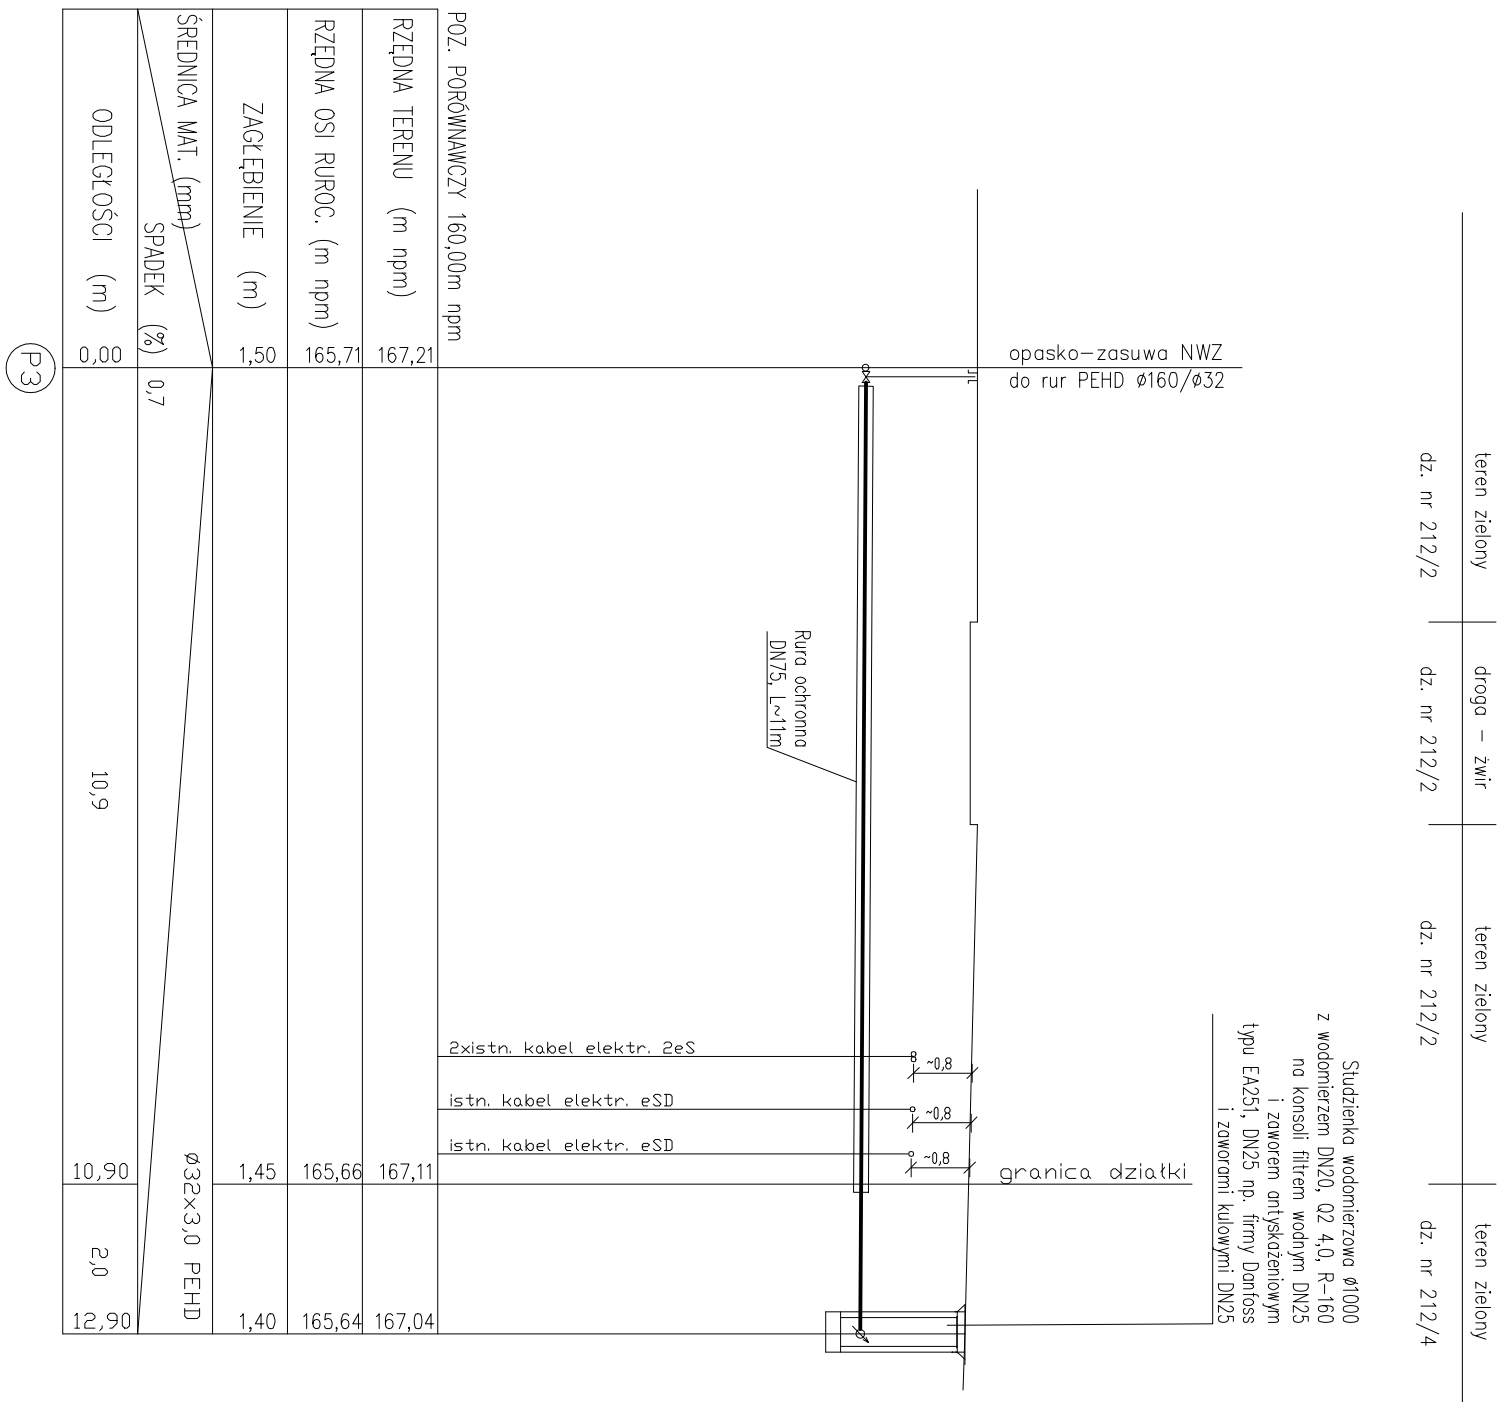 teren zielony
dz. nr 212/2
droga – żwir
dz. nr 212/2
teren zielony
dz. nr 212/2
teren zielony
dz. nr 212/4
Studzienka wodomierzowa ø1000
z wodomierzem DN20, Q2 4,0, R–160
na konsoli filtrem wodnym DN25
i zaworem antyskażeniowym
typu EA251, DN25 np. firmy Danfoss
i zaworami kulowymi DN25
opasko–zasuwa NWZ
do rur PEHD ø160/ø32
granica działki
Rura ochronna
DN75, L~11m
~0,8
~0,8
~0,8
2xistn. kabel elektr. 2eS
istn. kabel elektr. eSD
istn. kabel elektr. eSD
POZ. PORÓWNAWCZY 160,00m npm
RZĘDNA TERENU (m npm)
167,21
167,11
167,04
RZĘDNA OSI RUROC. (m npm)
165,71
165,66
165,64
ZAGŁĘBIENIE (m)
1,50
1,45
1,40
ŚREDNICA MAT. (mm)
ø32x3,0 PEHD
SPADEK (%)
0,7
ODLEGŁOŚCI (m)
0,00
10,9
10,90
2,0
12,90
P3